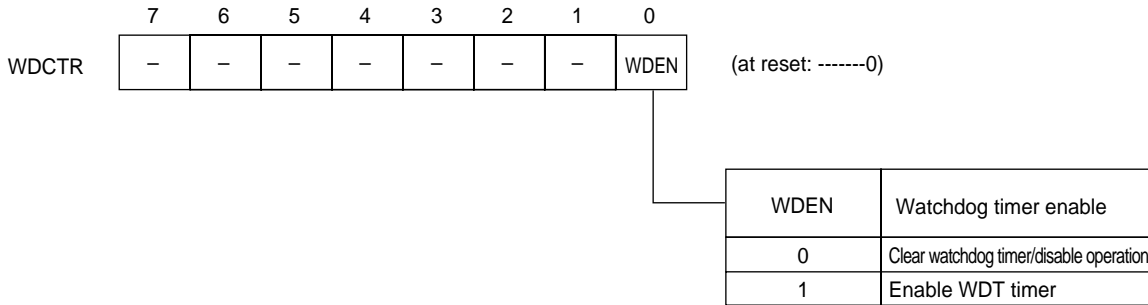 7 6 5 4 3 2 1 0
WDCTR – – – – – – – WDEN (at reset: -------0)
WDEN Watchdog timer enable
0 Clear watchdog timer/disable operation
1 Enable WDT timer